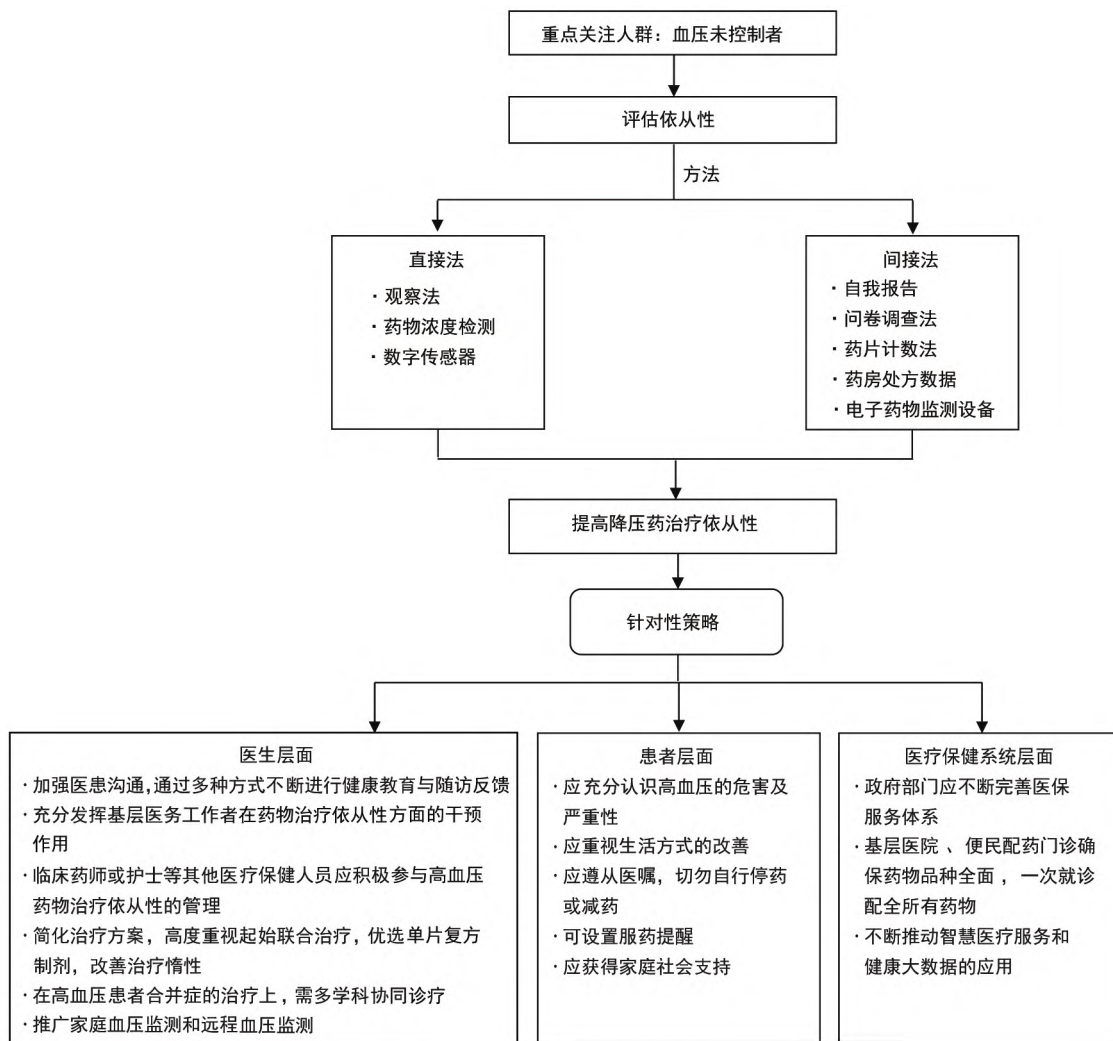 重点关注人群：血压未控制者
评估依从性
方法
直接法
· 观察法
· 药物浓度检测
· 数字传感器
间接法
· 自我报告
· 问卷调查法
· 药片计数法
· 药房处方数据
· 电子药物监测设备
提高降压药治疗依从性
针对性策略
医生层面
· 加强医患沟通,通过多种方式不断进行健康教育与随访反馈
· 充分发挥基层医务工作者在药物治疗依从性方面的干预
作用
· 临床药师或护士等其他医疗保健人员应积极参与高血压
药物治疗依从性的管理
· 简化治疗方案，高度重视起始联合治疗，优选单片复方
制剂，改善治疗惰性
· 在高血压患者合并症的治疗上，需多学科协同诊疗
· 推广家庭血压监测和远程血压监测
患者层面
· 应充分认识高血压的危害及
严重性
· 应重视生活方式的改善
· 应遵从医嘱，切勿自行停药
或减药
· 可设置服药提醒
· 应获得家庭社会支持
医疗保健系统层面
· 政府部门应不断完善医保
服务体系
· 基层医院、便民配药门诊确
保药物品种全面，一次就诊
配全所有药物
· 不断推动智慧医疗服务和
健康大数据的应用